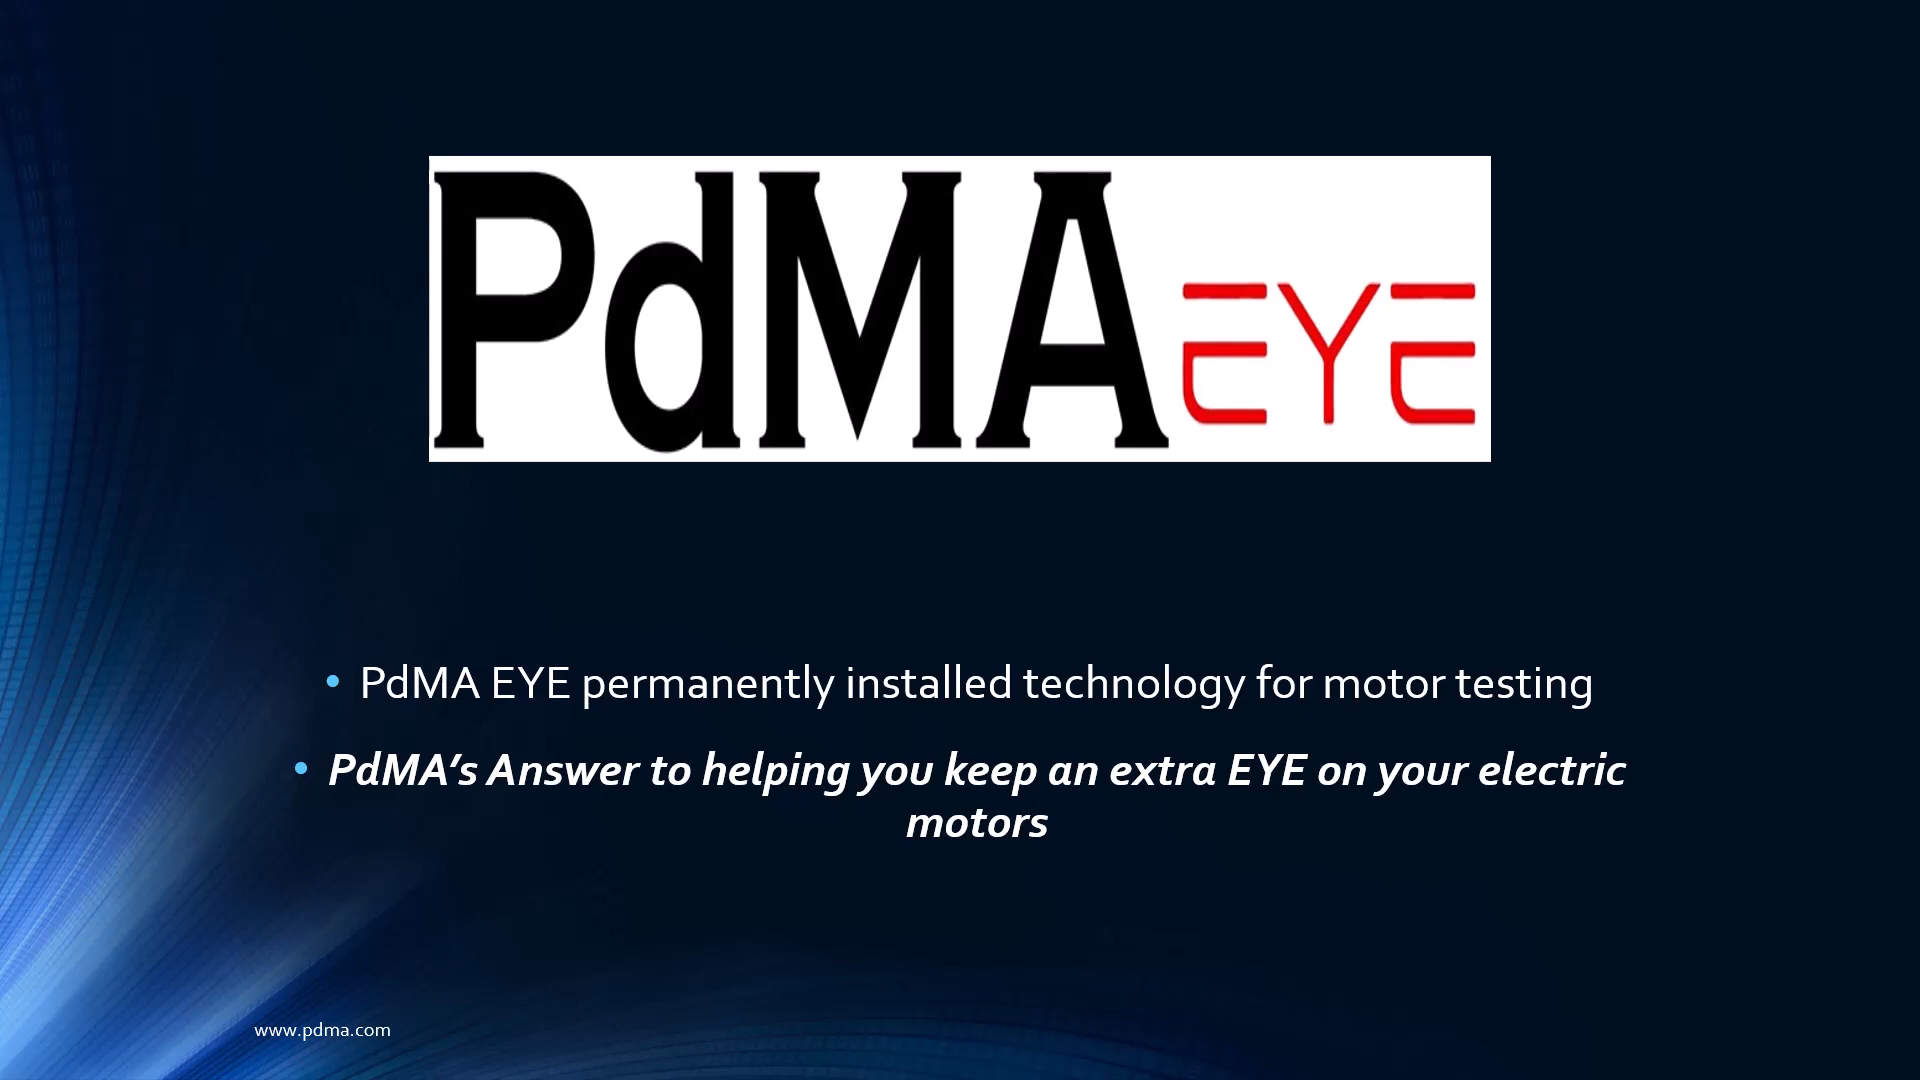 PdMA EYE
• PdMA EYE permanently installed technology for motor testing
• PdMA’s Answer to helping you keep an extra EYE on your electric
motors
www.pdma.com